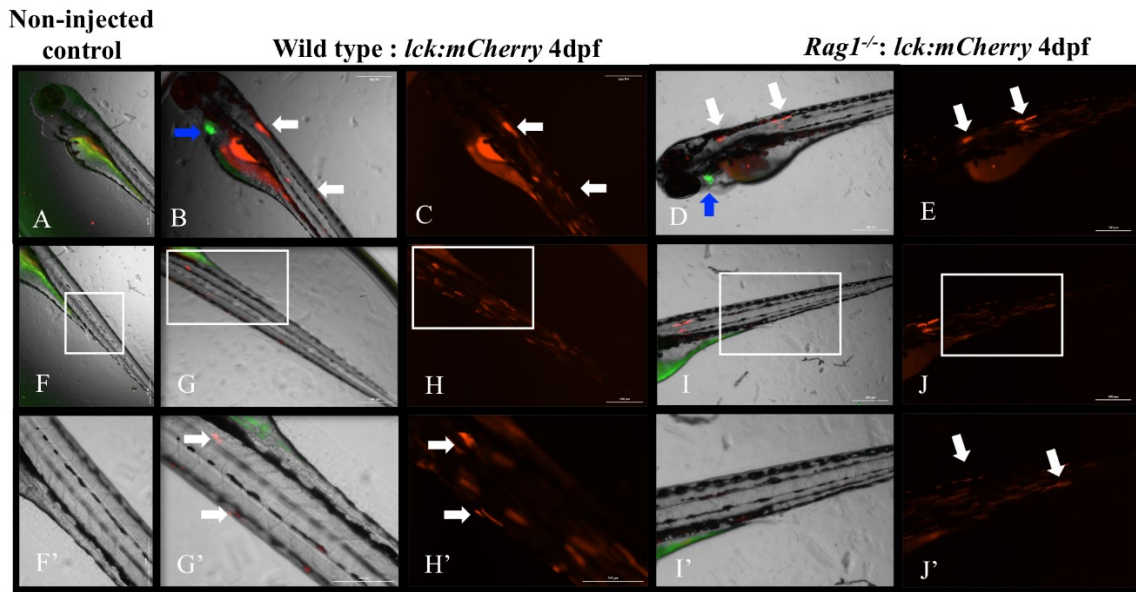 Non-injected
control
Wild type : lck:mCherry 4dpf
Rag1-/-: lck:mCherry 4dpf
A
B
C
D
E
F
G
H
I
J
F’
G’
H’
I’
J’